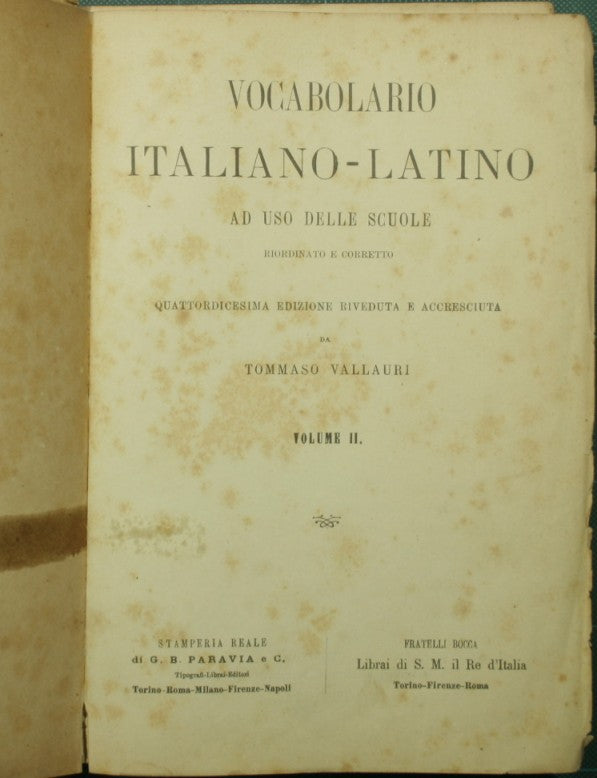 VOCABOLARIO
ITALIANO-LATINO
AD USO DELLE SCUOLE
RIORDINATO E CORRETTO
QUATTORDICESIMA EDIZIONE RIVEDUTA E ACCRESCIUTA
DA
TOMMASO VALLAURI
VOLUME II.
STAMPERIA REALE
di G. B. PARAVIA e C.
Tipografi-Librai-Editori
Torino-Roma-Milano-Firenze-Napoli
FRATELLI BOCCA
Librai di S. M. il Re d'Italia
Torino-Firenze-Roma